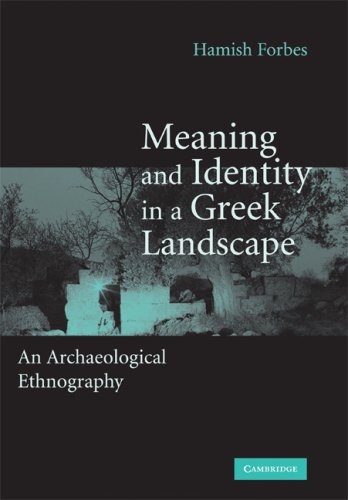 Hamish Forbes
Meaning
and Identity
in a Greek
Landscape
An Archaeological
Ethnography
CAMBRIDGE